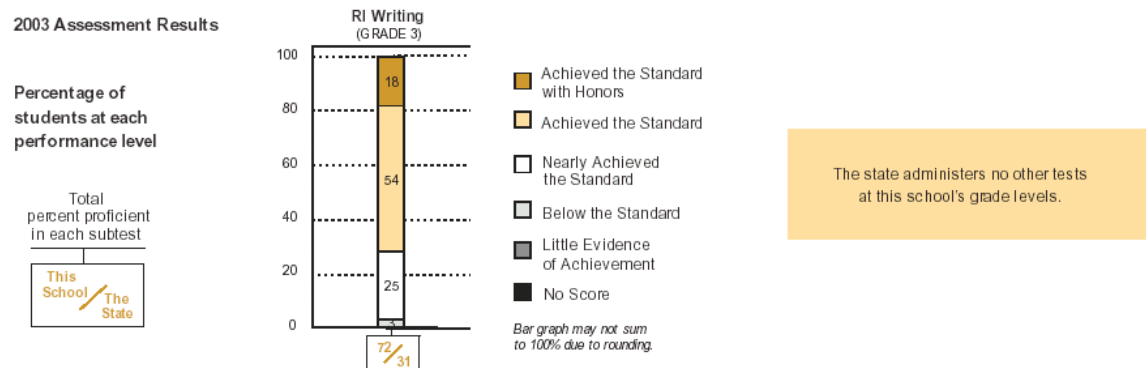 2003 Assessment Results
Percentage of
students at each
performance level
Total
percent proficient
in each subtest
This
School
The
State
RI Writing
(GRADE 3)
100
80
60
40
20
0
18
54
25
3
72/31
Achieved the Standard
with Honors
Achieved the Standard
Nearly Achieved
the Standard
Below the Standard
Little Evidence
of Achievement
No Score
Bar graph may not sum
to 100% due to rounding.
The state administers no other tests
at this school's grade levels.